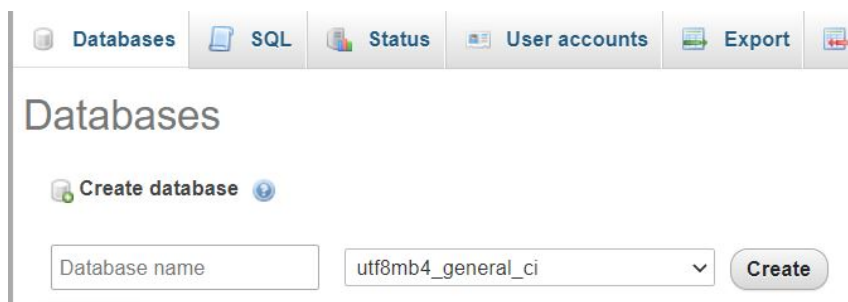 Databases SQL Status User accounts Export
Databases
Create database
Database name utf8mb4_general_ci Create